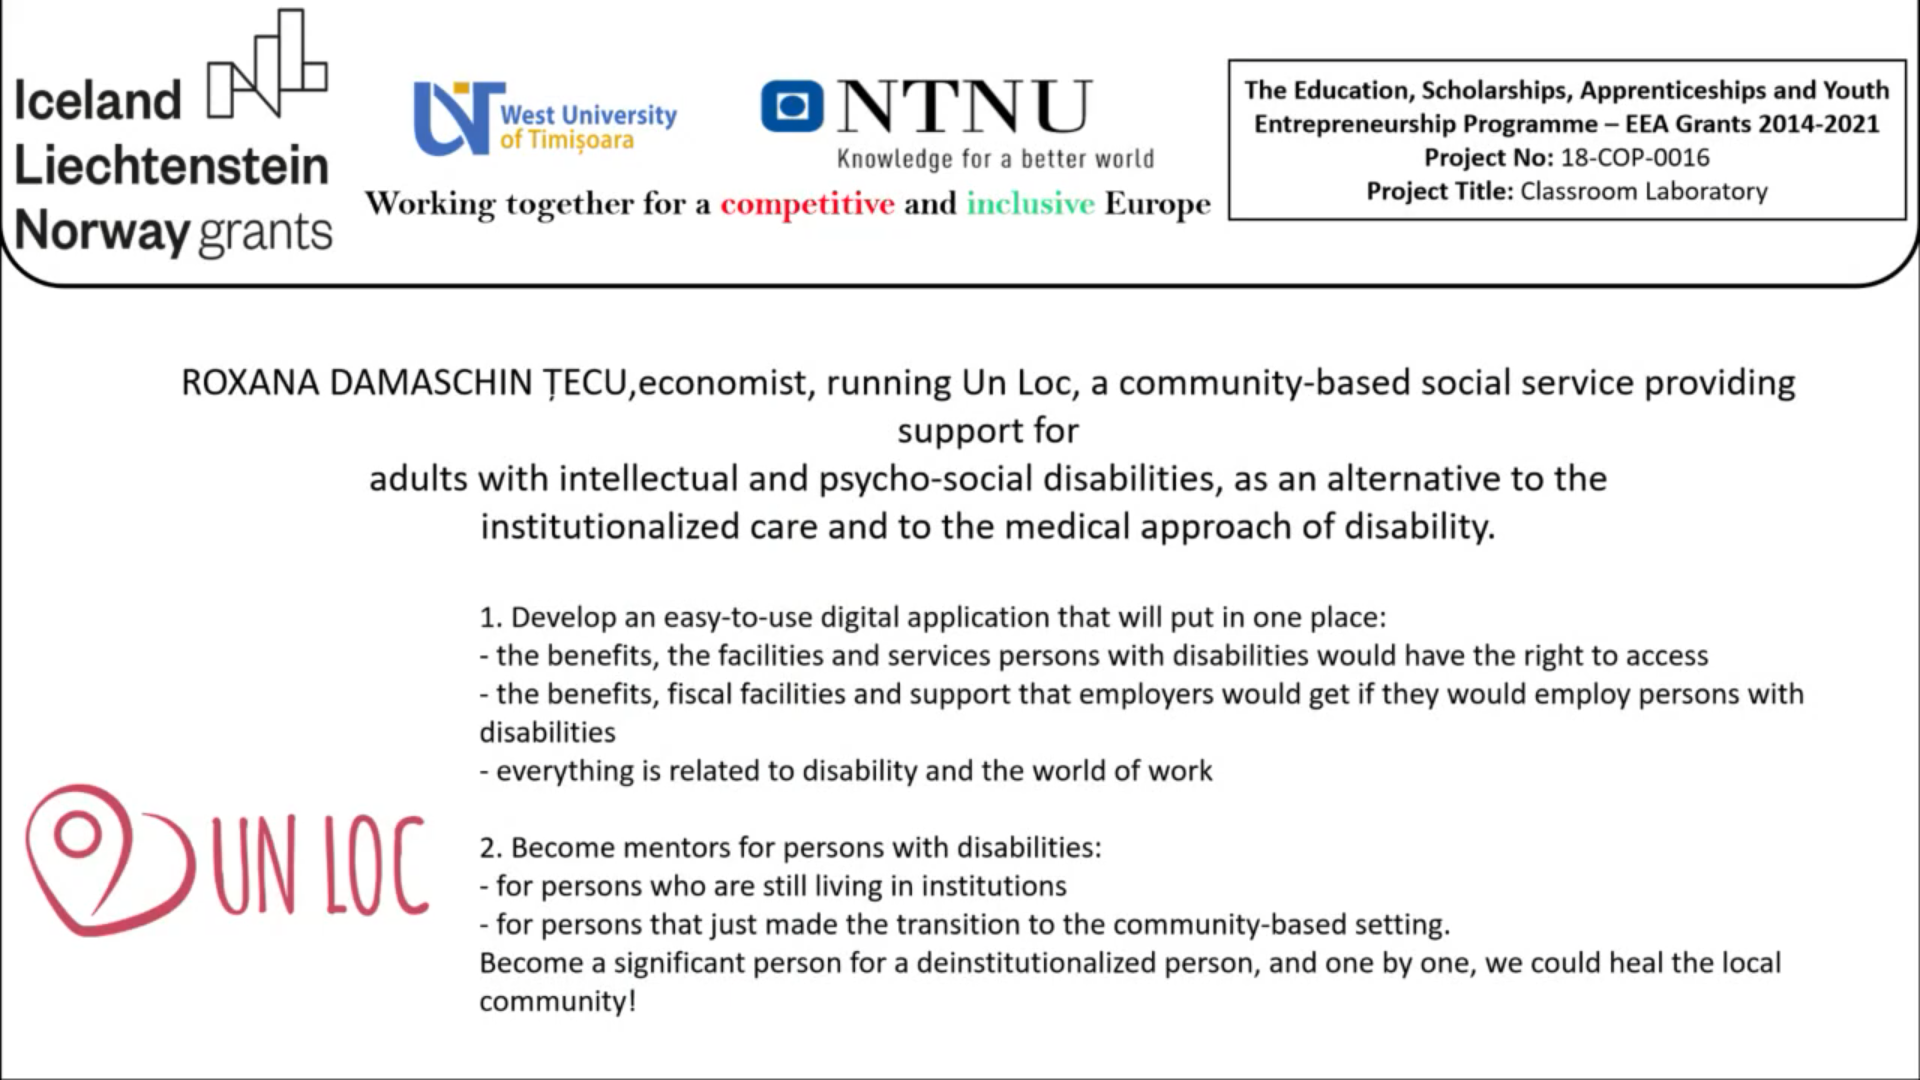 Iceland
Liechtenstein
Norway grants
West University
of Timișoara
NTNU
Knowledge for a better world
Working together for a competitive and inclusive Europe
The Education, Scholarships, Apprenticeships and Youth
Entrepreneurship Programme – EEA Grants 2014-2021
Project No: 18-COP-0016
Project Title: Classroom Laboratory
ROXANA DAMASCHIN ȚECU,economist, running Un Loc, a community-based social service providing
support for
adults with intellectual and psycho-social disabilities, as an alternative to the
institutionalized care and to the medical approach of disability.
1. Develop an easy-to-use digital application that will put in one place:
- the benefits, the facilities and services persons with disabilities would have the right to access
- the benefits, fiscal facilities and support that employers would get if they would employ persons with
disabilities
- everything is related to disability and the world of work
UN LOC
2. Become mentors for persons with disabilities:
- for persons who are still living in institutions
- for persons that just made the transition to the community-based setting.
Become a significant person for a deinstitutionalized person, and one by one, we could heal the local
community!